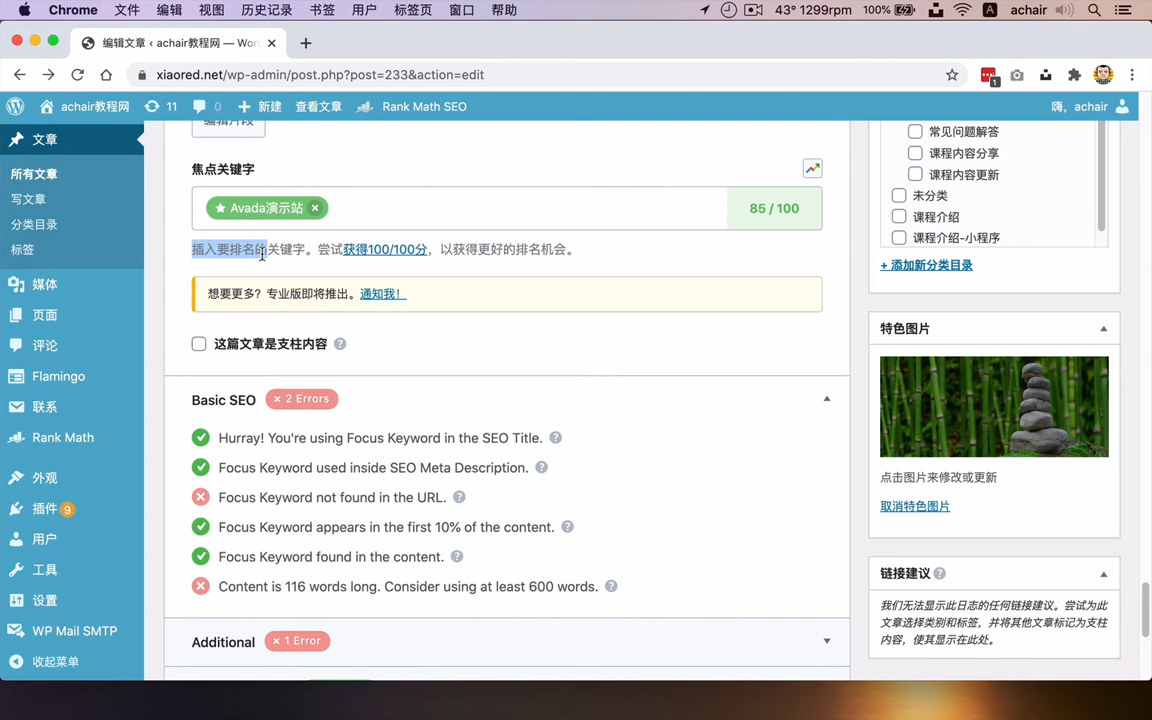 Chrome 文件 编辑 视图 历史记录 书签 用户 标签页 窗口 帮助 43° 1299rpm 100% A achair
编辑文章 ‹ achair教程网 — Wor
xiaored.net/wp-admin/post.php?post=233&action=edit
1
achair教程网 11 0 新建 查看文章 Rank Math SEO 嗨，achair
文章
所有文章
写文章
分类目录
标签
媒体
页面
评论
Flamingo
联系
Rank Math
外观
插件 9
用户
工具
设置
WP Mail SMTP
收起菜单
编辑片段
焦点关键字
Avada演示站
85 / 100
插入要排名的关键字。尝试获得100/100分，以获得更好的排名机会。
想要更多？专业版即将推出。通知我！
这篇文章是支柱内容
Basic SEO × 2 Errors
Hurray! You're using Focus Keyword in the SEO Title.
Focus Keyword used inside SEO Meta Description.
Focus Keyword not found in the URL.
Focus Keyword appears in the first 10% of the content.
Focus Keyword found in the content.
Content is 116 words long. Consider using at least 600 words.
Additional × 1 Error
常见问题解答
课程内容分享
课程内容更新
未分类
课程介绍
课程介绍-小程序
+ 添加新分类目录
特色图片
点击图片来修改或更新
取消特色图片
链接建议
我们无法显示此日志的任何链接建议。尝试为此
文章选择类别和标签，并将其他文章标记为支柱
内容，使其显示在此处。